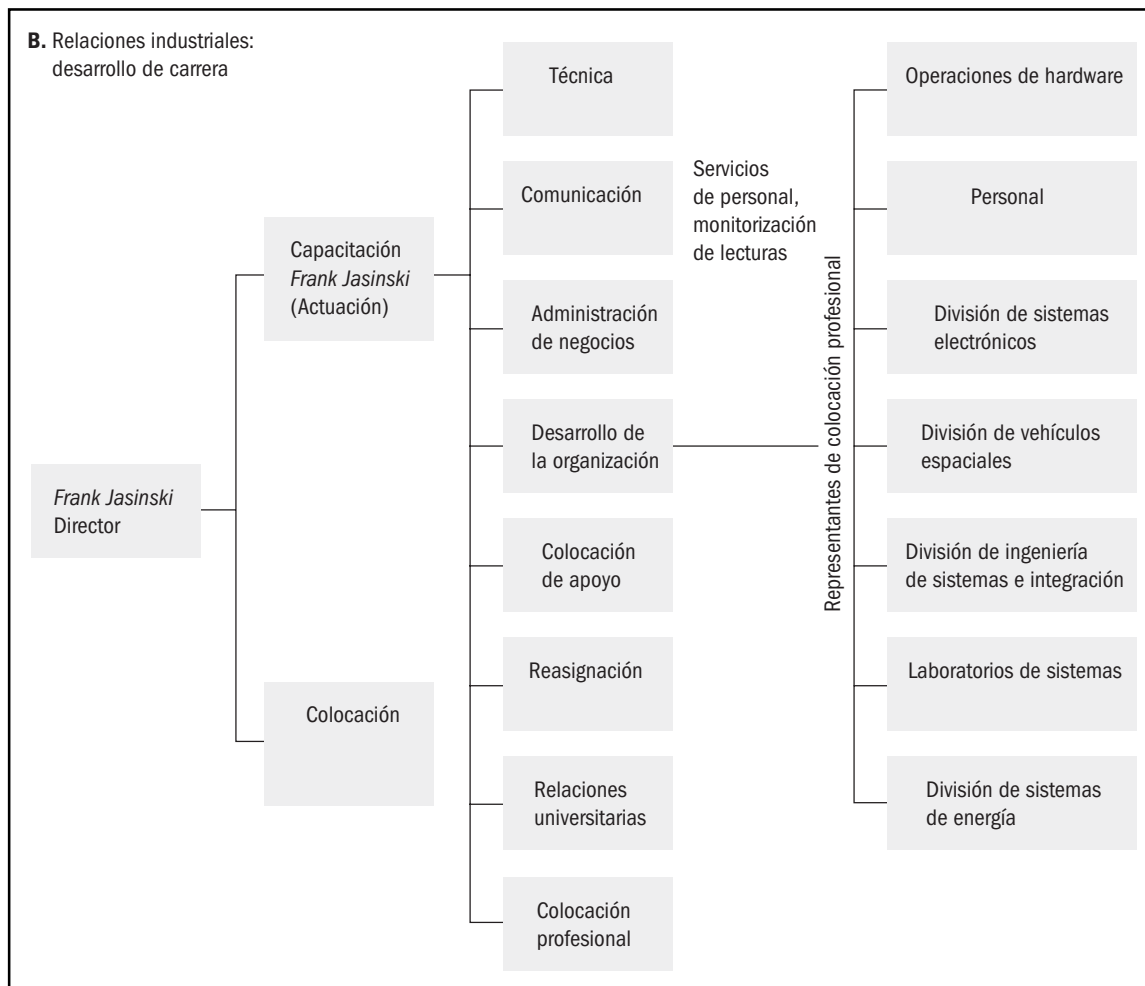 B. Relaciones industriales:
desarrollo de carrera
Frank Jasinski
Director
Capacitación
Frank Jasinski
(Actuación)
Colocación
Técnica
Comunicación
Administración
de negocios
Desarrollo de
la organización
Colocación
de apoyo
Reasignación
Relaciones
universitarias
Colocación
profesional
Servicios
de personal,
monitorización
de lecturas
Representantes de colocación profesional
Operaciones de hardware
Personal
División de sistemas
electrónicos
División de vehículos
espaciales
División de ingeniería
de sistemas e integración
Laboratorios de sistemas
División de sistemas
de energía